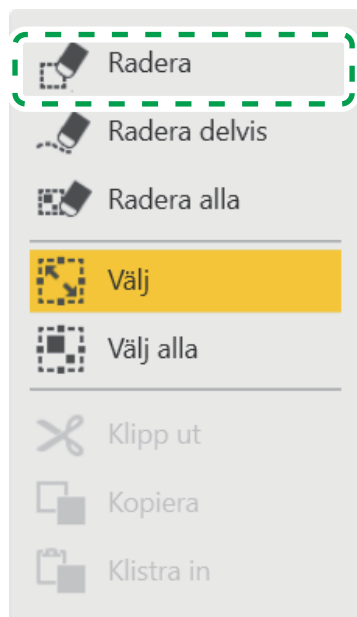 Radera
Radera delvis
Radera alla
Välj
Välj alla
Klipp ut
Kopiera
Klistra in